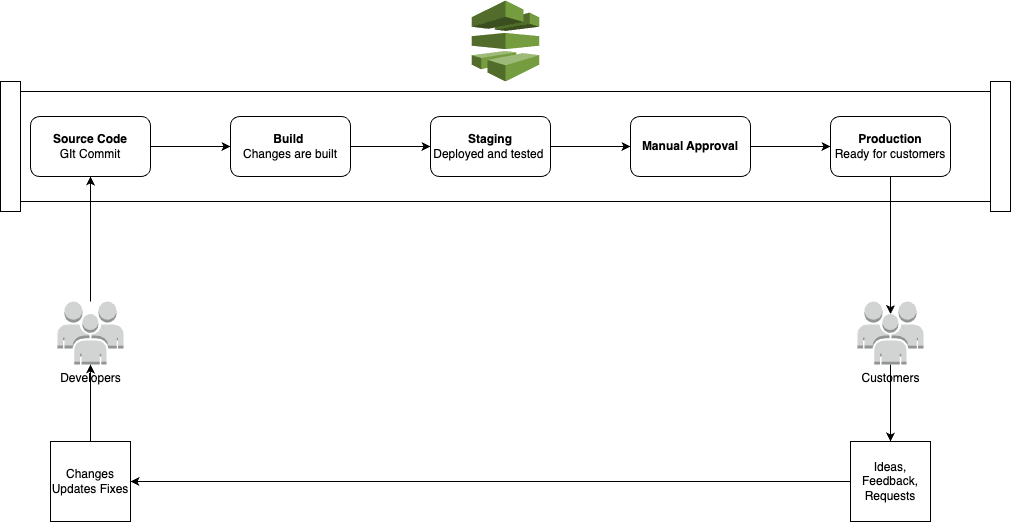 Source Code
GIt Commit
Build
Changes are built
Staging
Deployed and tested
Manual Approval
Production
Ready for customers
Developers
Customers
Changes
Updates Fixes
Ideas,
Feedback,
Requests